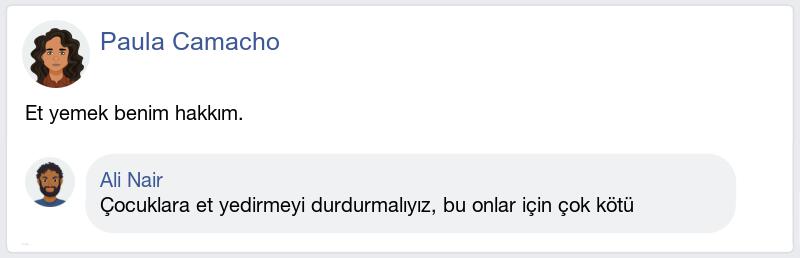 Paula Camacho
Et yemek benim hakkım.
Ali Nair
Çocuklara et yedirmeyi durdurmalıyız, bu onlar için çok kötü